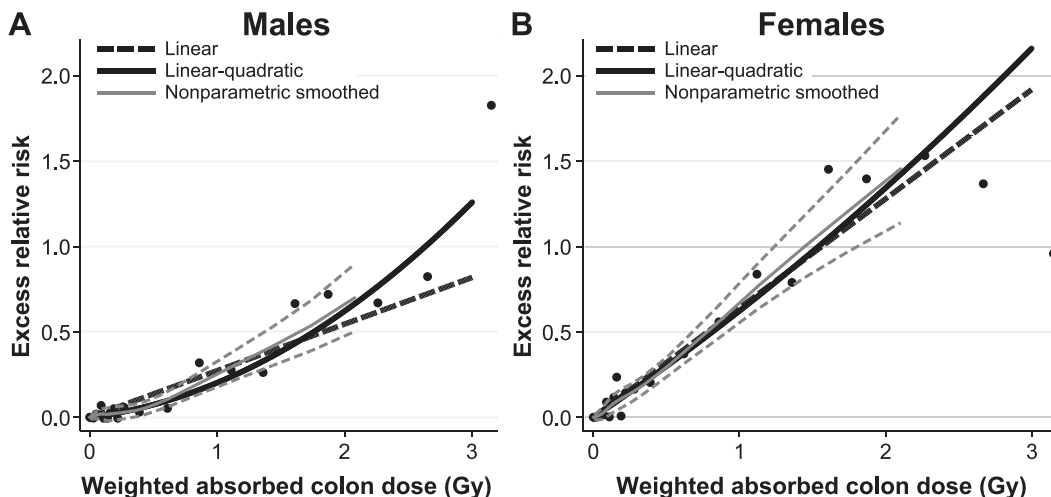 A
Males
Linear
Linear-quadratic
Nonparametric smoothed
Excess relative risk
2.0
1.5
1.0
0.5
0.0
0
1
2
3
Weighted absorbed colon dose (Gy)
B
Females
Linear
Linear-quadratic
Nonparametric smoothed
Excess relative risk
2.0
1.5
1.0
0.5
0.0
0
1
2
3
Weighted absorbed colon dose (Gy)